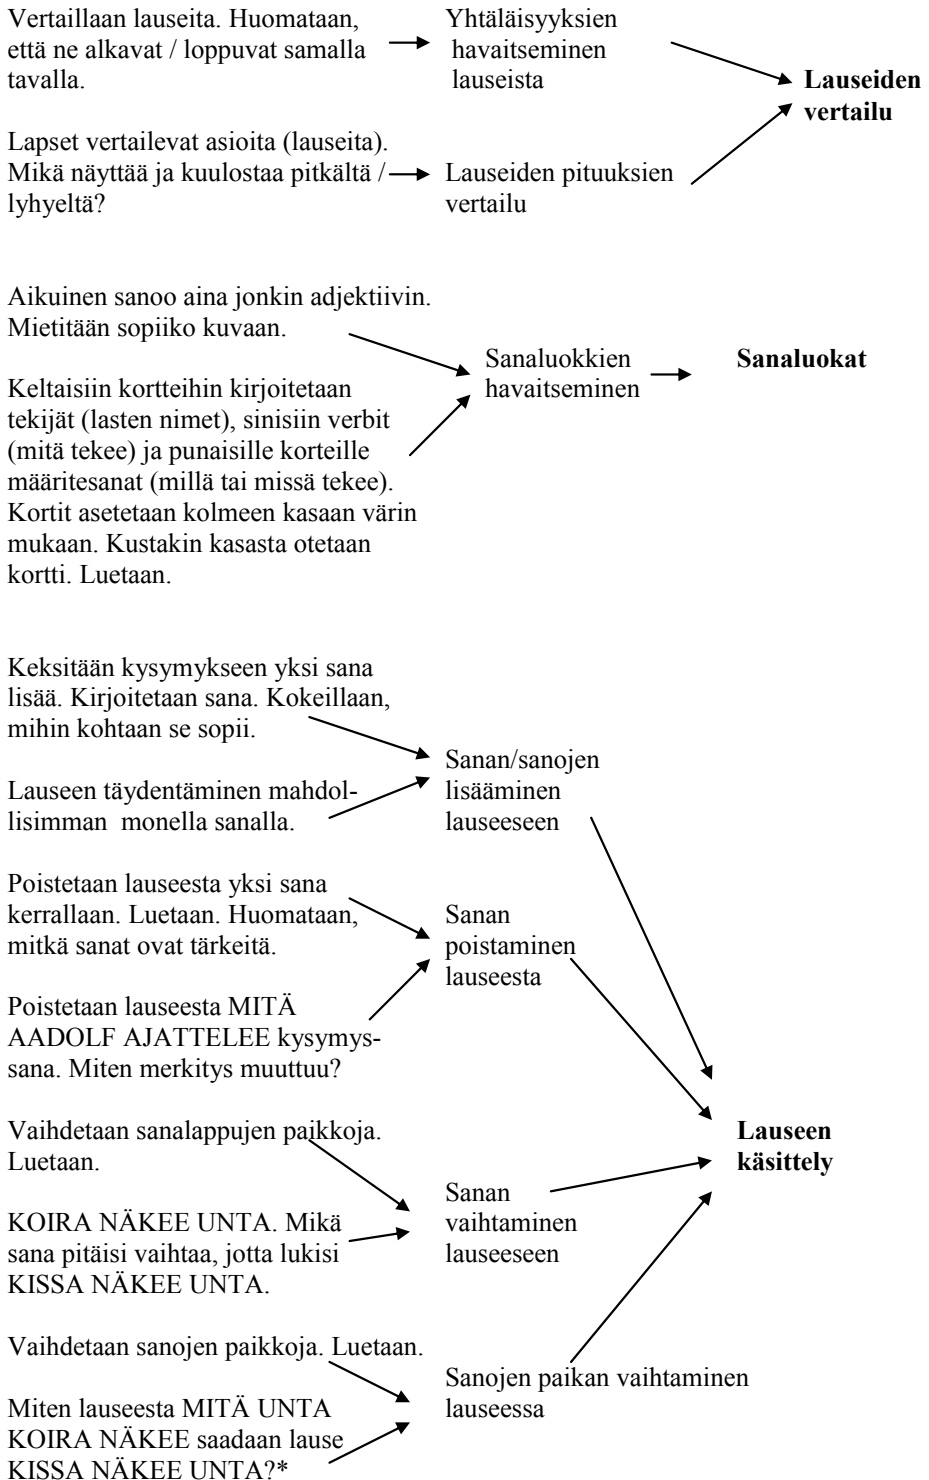 Vertaillaan lauseita. Huomataan,
että ne alkavat / loppuvat samalla
tavalla.
Yhtäläisyyksien
havaitseminen
lauseista
Lauseiden
vertailu
Lapset vertailevat asioita (lauseita).
Mikä näyttää ja kuulostaa pitkältä /
lyhyeltä?
Lauseiden pituuksien
vertailu
Aikuinen sanoo aina jonkin adjektiivin.
Mietitään sopiiko kuvaan.
Sanaluokkien
havaitseminen
Sanaluokat
Keltaisiin kortteihin kirjoitetaan
tekijät (lasten nimet), sinisiin verbit
(mitä tekee) ja punaisille korteille
määritesanat (millä tai missä tekee).
Kortit asetetaan kolmeen kasaan värin
mukaan. Kustakin kasasta otetaan
kortti. Luetaan.
Keksitään kysymykseen yksi sana
lisää. Kirjoitetaan sana. Kokeillaan,
mihin kohtaan se sopii.
Sanan/sanojen
lisääminen
lauseeseen
Lauseen täydentäminen mahdol-
lisimman monella sanalla.
Poistetaan lauseesta yksi sana
kerrallaan. Luetaan. Huomataan,
mitkä sanat ovat tärkeitä.
Sanan
poistaminen
lauseesta
Poistetaan lauseesta MITÄ
AADOLF AJATTELEE kysymys-
sana. Miten merkitys muuttuu?
Vaihdetaan sanalappujen paikkoja.
Luetaan.
Lauseen
käsittely
Sanan
vaihtaminen
lauseeseen
KOIRA NÄKEE UNTA. Mikä
sana pitäisi vaihtaa, jotta lukisi
KISSA NÄKEE UNTA.
Vaihdetaan sanojen paikkoja. Luetaan.
Sanojen paikan vaihtaminen
lauseessa
Miten lauseesta MITÄ UNTA
KOIRA NÄKEE saadaan lause
KISSA NÄKEE UNTA?*